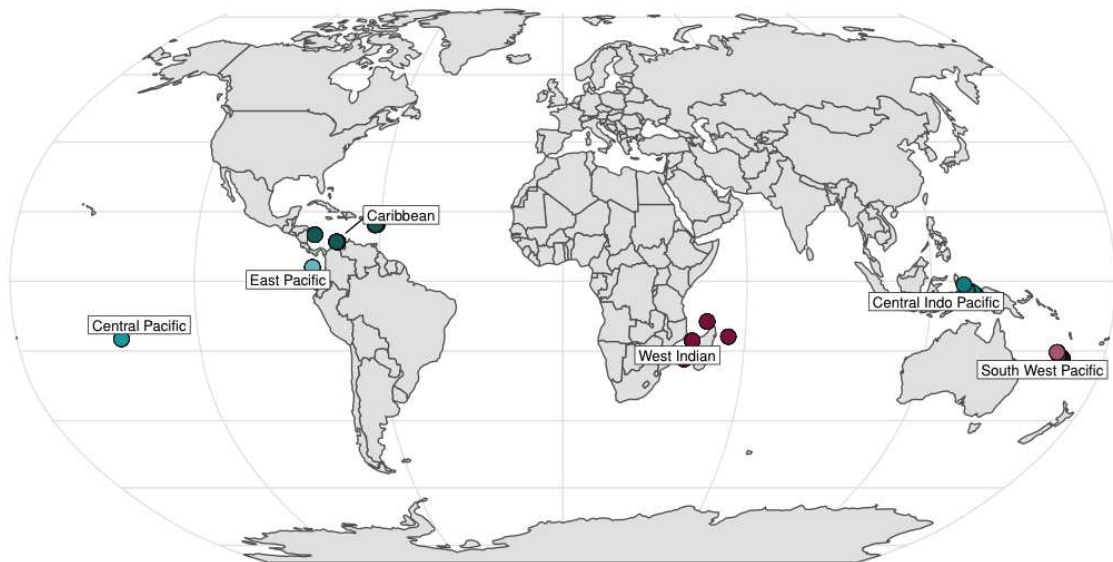 Caribbean
East Pacific
Central Indo Pacific
Central Pacific
West Indian
South West Pacific